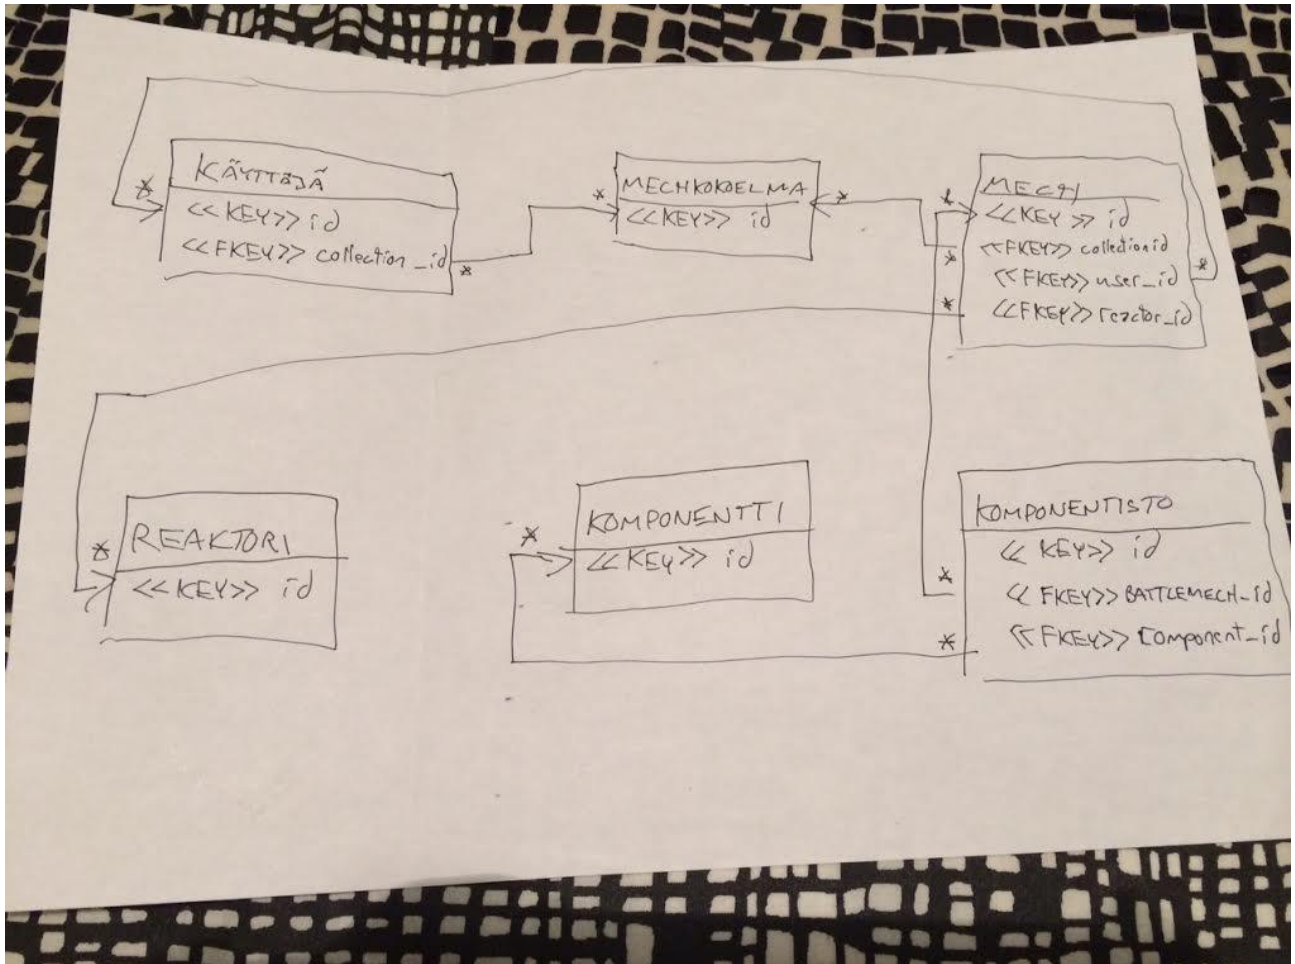 KÄYTTÄJÄ
<<KEY>> id
<<FKEY>> collection_id
*
*
*
MECHKOKOELMA
<<KEY>> id
*
MECH
<<KEY>> id
<<FKEY>> collectionid
<<FKEY>> user_id
<<FKEY>> reactor_id
*
*
*
*
REAKTORI
<<KEY>> id
*
KOMPONENTTI
<<KEY>> id
*
KOMPONENTISTO
<<KEY>> id
<<FKEY>> BATTLEMECH_id
<<FKEY>> Component_id
*
*